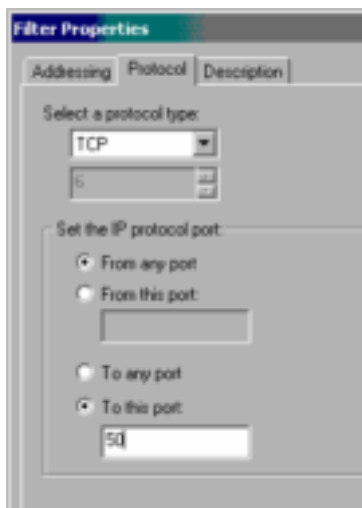 Filter Properties
Addressing Protocol Description
Select a protocol type:
TCP
6
Set the IP protocol port:
From any port
From this port:
To any port
To this port:
50